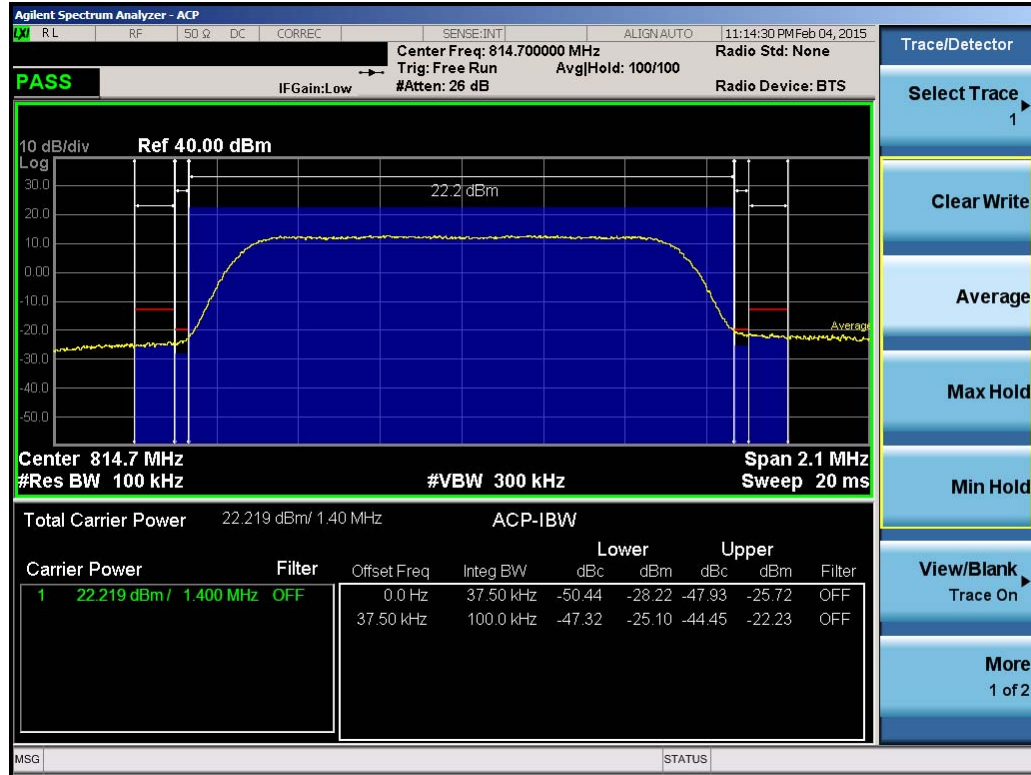 Agilent Spectrum Analyzer - ACP
LXI RL RF 50 Ω DC CORREC SENSE:INT ALIGN AUTO 11:14:30 PM Feb 04, 2015
Center Freq: 814.700000 MHz Radio Std: None
Trig: Free Run Avg|Hold: 100/100
PASS IFGain:Low #Atten: 26 dB Radio Device: BTS
10 dB/div Ref 40.00 dBm
Log
30.0
22.2 dBm
20.0
10.0
0.00
-10.0
-20.0
Average
-30.0
-40.0
-50.0
Center 814.7 MHz Span 2.1 MHz
#Res BW 100 kHz #VBW 300 kHz Sweep 20 ms
Total Carrier Power 22.219 dBm/ 1.40 MHz ACP-IBW
Lower Upper
Carrier Power Filter Offset Freq Integ BW dBc dBm dBc dBm Filter
1 22.219 dBm / 1.400 MHz OFF 0.0 Hz 37.50 kHz -50.44 -28.22 -47.93 -25.72 OFF
37.50 kHz 100.0 kHz -47.32 -25.10 -44.45 -22.23 OFF
MSG STATUS
Trace/Detector
Select Trace
1
Clear Write
Average
Max Hold
Min Hold
View/Blank
Trace On
More
1 of 2